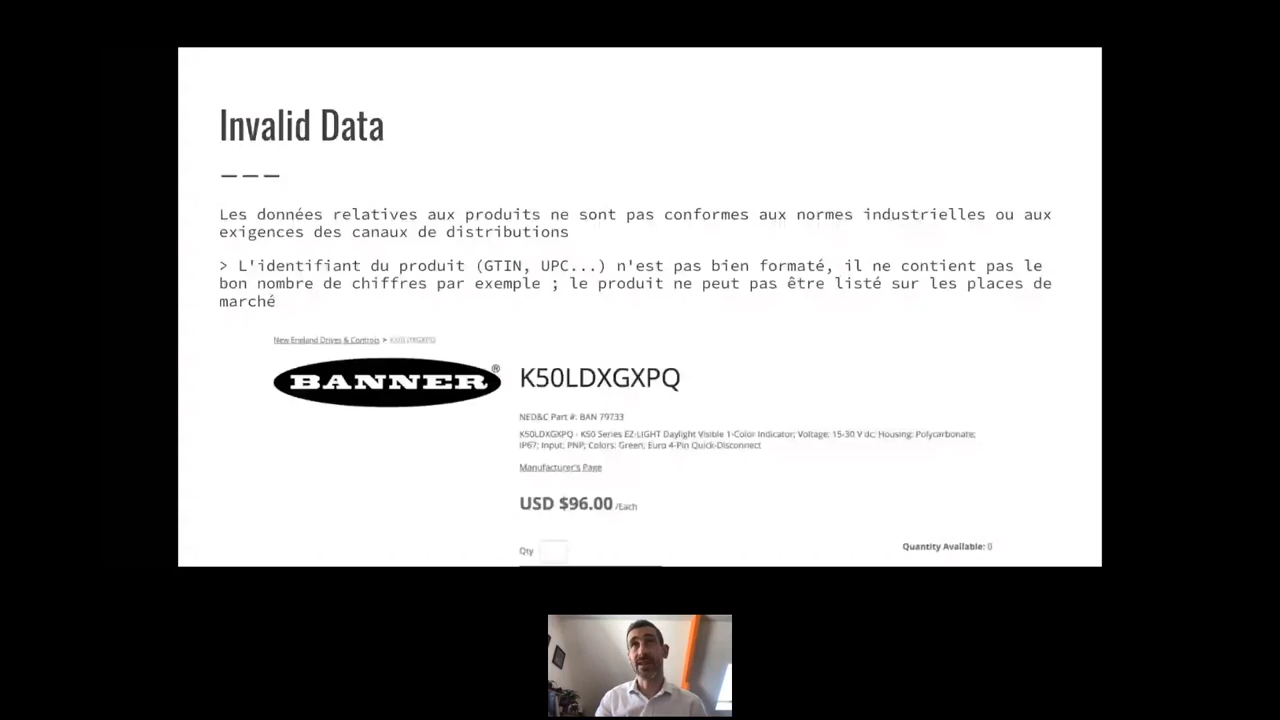 Invalid Data
Les données relatives aux produits ne sont pas conformes aux normes industrielles ou aux
exigences des canaux de distributions
> L'identifiant du produit (GTIN, UPC...) n'est pas bien formaté, il ne contient pas le
bon nombre de chiffres par exemple ; le produit ne peut pas être listé sur les places de
marché
New England Drives & Controls > K50LDXGXPQ
BANNER®
K50LDXGXPQ
NED&C Part #: BAN 79733
K50LDXGXPQ - K50 Series EZ-LIGHT Daylight Visible 1-Color Indicator; Voltage: 15-30 V dc; Housing: Polycarbonate;
IP67; Input: PNP; Colors: Green; Euro 4-Pin Quick-Disconnect
Manufacturer's Page
USD $96.00 /Each
Qty
Quantity Available: 0